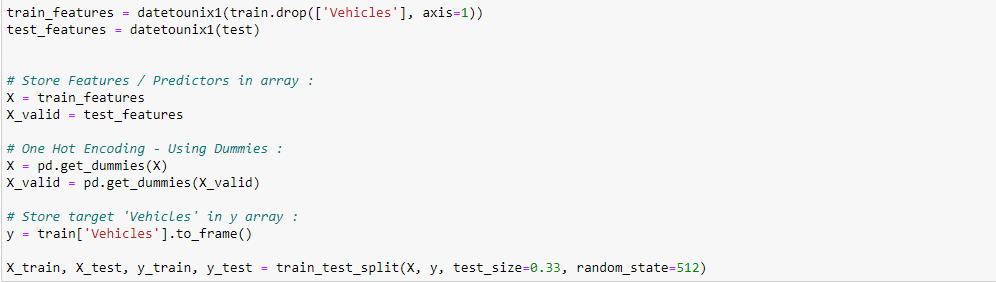 train_features = datetounix1(train.drop(['Vehicles'], axis=1))
test_features = datetounix1(test)
# Store Features / Predictors in array :
X = train_features
X_valid = test_features
# One Hot Encoding - Using Dummies :
X = pd.get_dummies(X)
X_valid = pd.get_dummies(X_valid)
# Store target 'Vehicles' in y array :
y = train['Vehicles'].to_frame()
X_train, X_test, y_train, y_test = train_test_split(X, y, test_size=0.33, random_state=512)